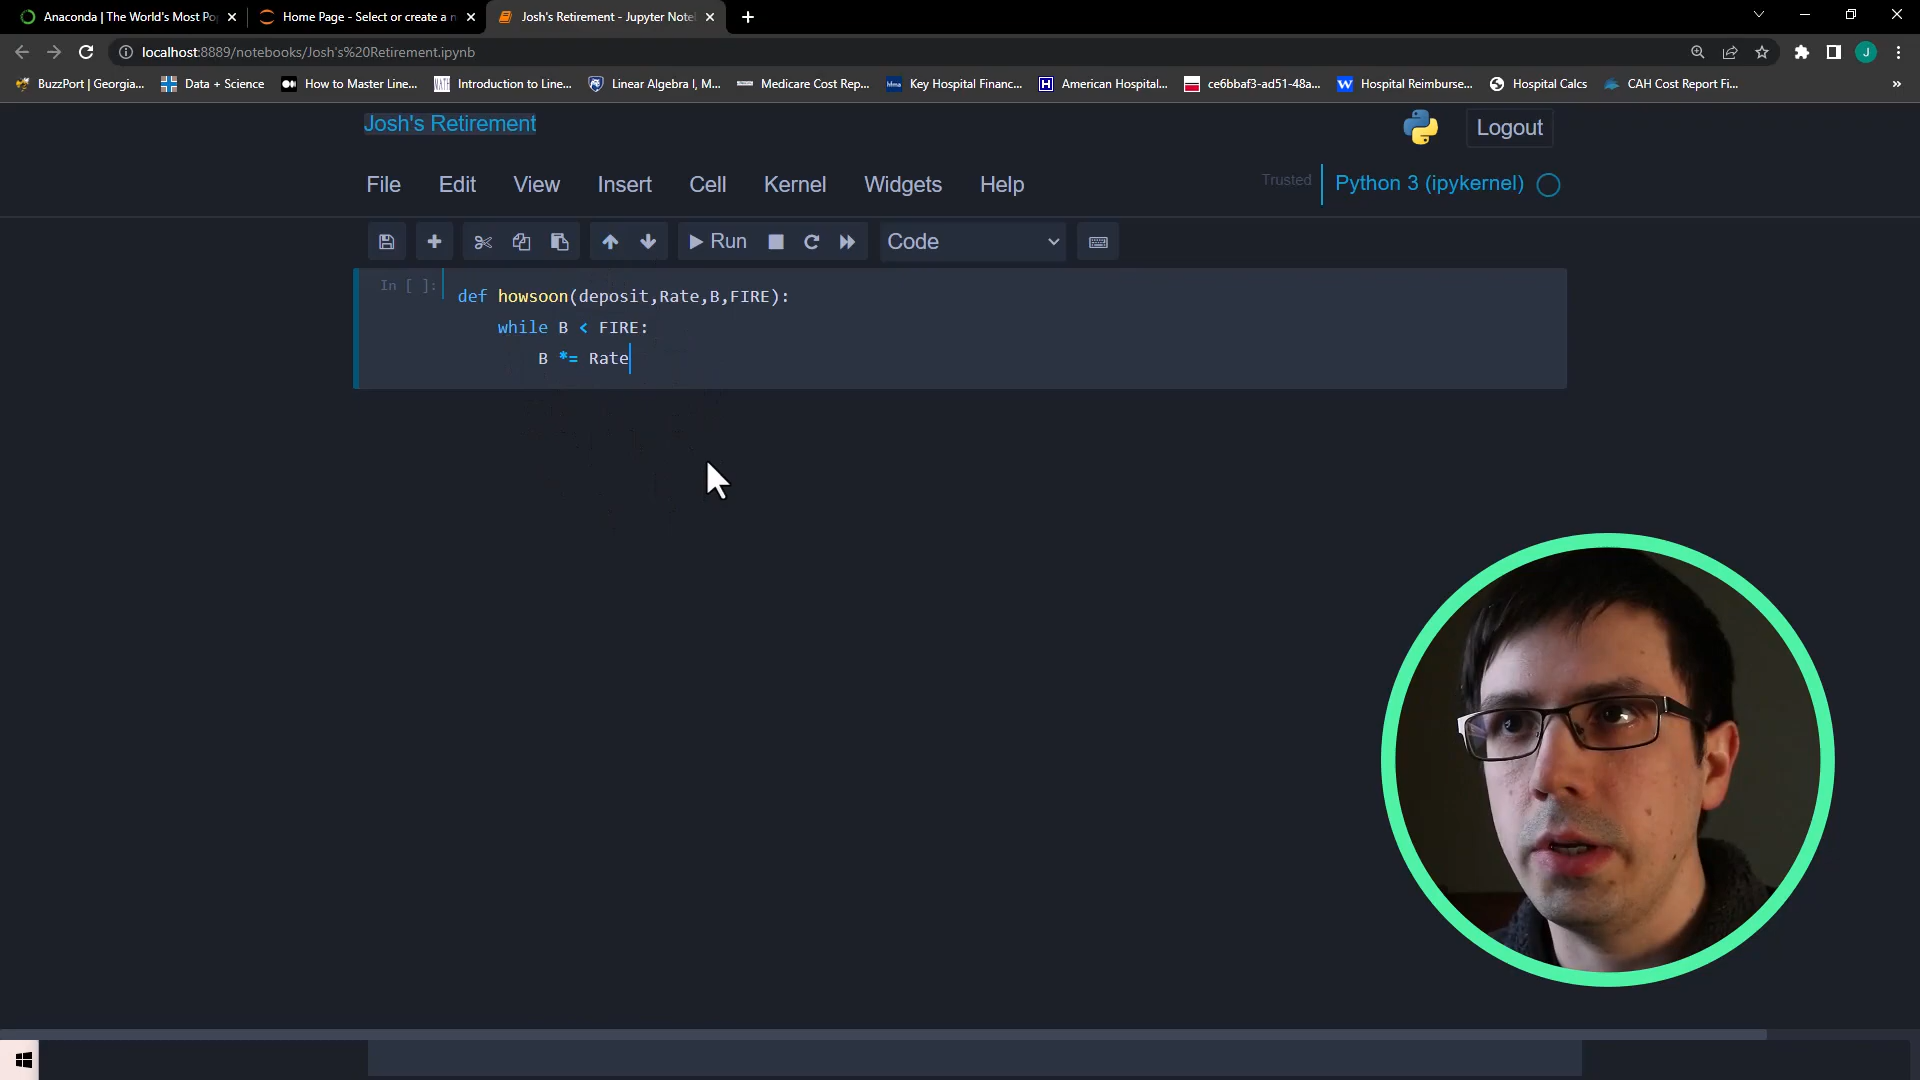 Anaconda | The World's Most Po
Home Page - Select or create a n
Josh's Retirement - Jupyter Note
localhost:8889/notebooks/Josh's%20Retirement.ipynb
J
BuzzPort | Georgia...
Data + Science
How to Master Line...
Introduction to Line...
Linear Algebra I, M...
Medicare Cost Rep...
Key Hospital Financ...
American Hospital...
ce6bbaf3-ad51-48a...
Hospital Reimburse...
Hospital Calcs
CAH Cost Report Fi...
»
Josh's Retirement
Logout
File Edit View Insert Cell Kernel Widgets Help
Trusted
Python 3 (ipykernel)
Run
Code
In [ ]:
def howsoon(deposit,Rate,B,FIRE):
while B < FIRE:
B *= Rate